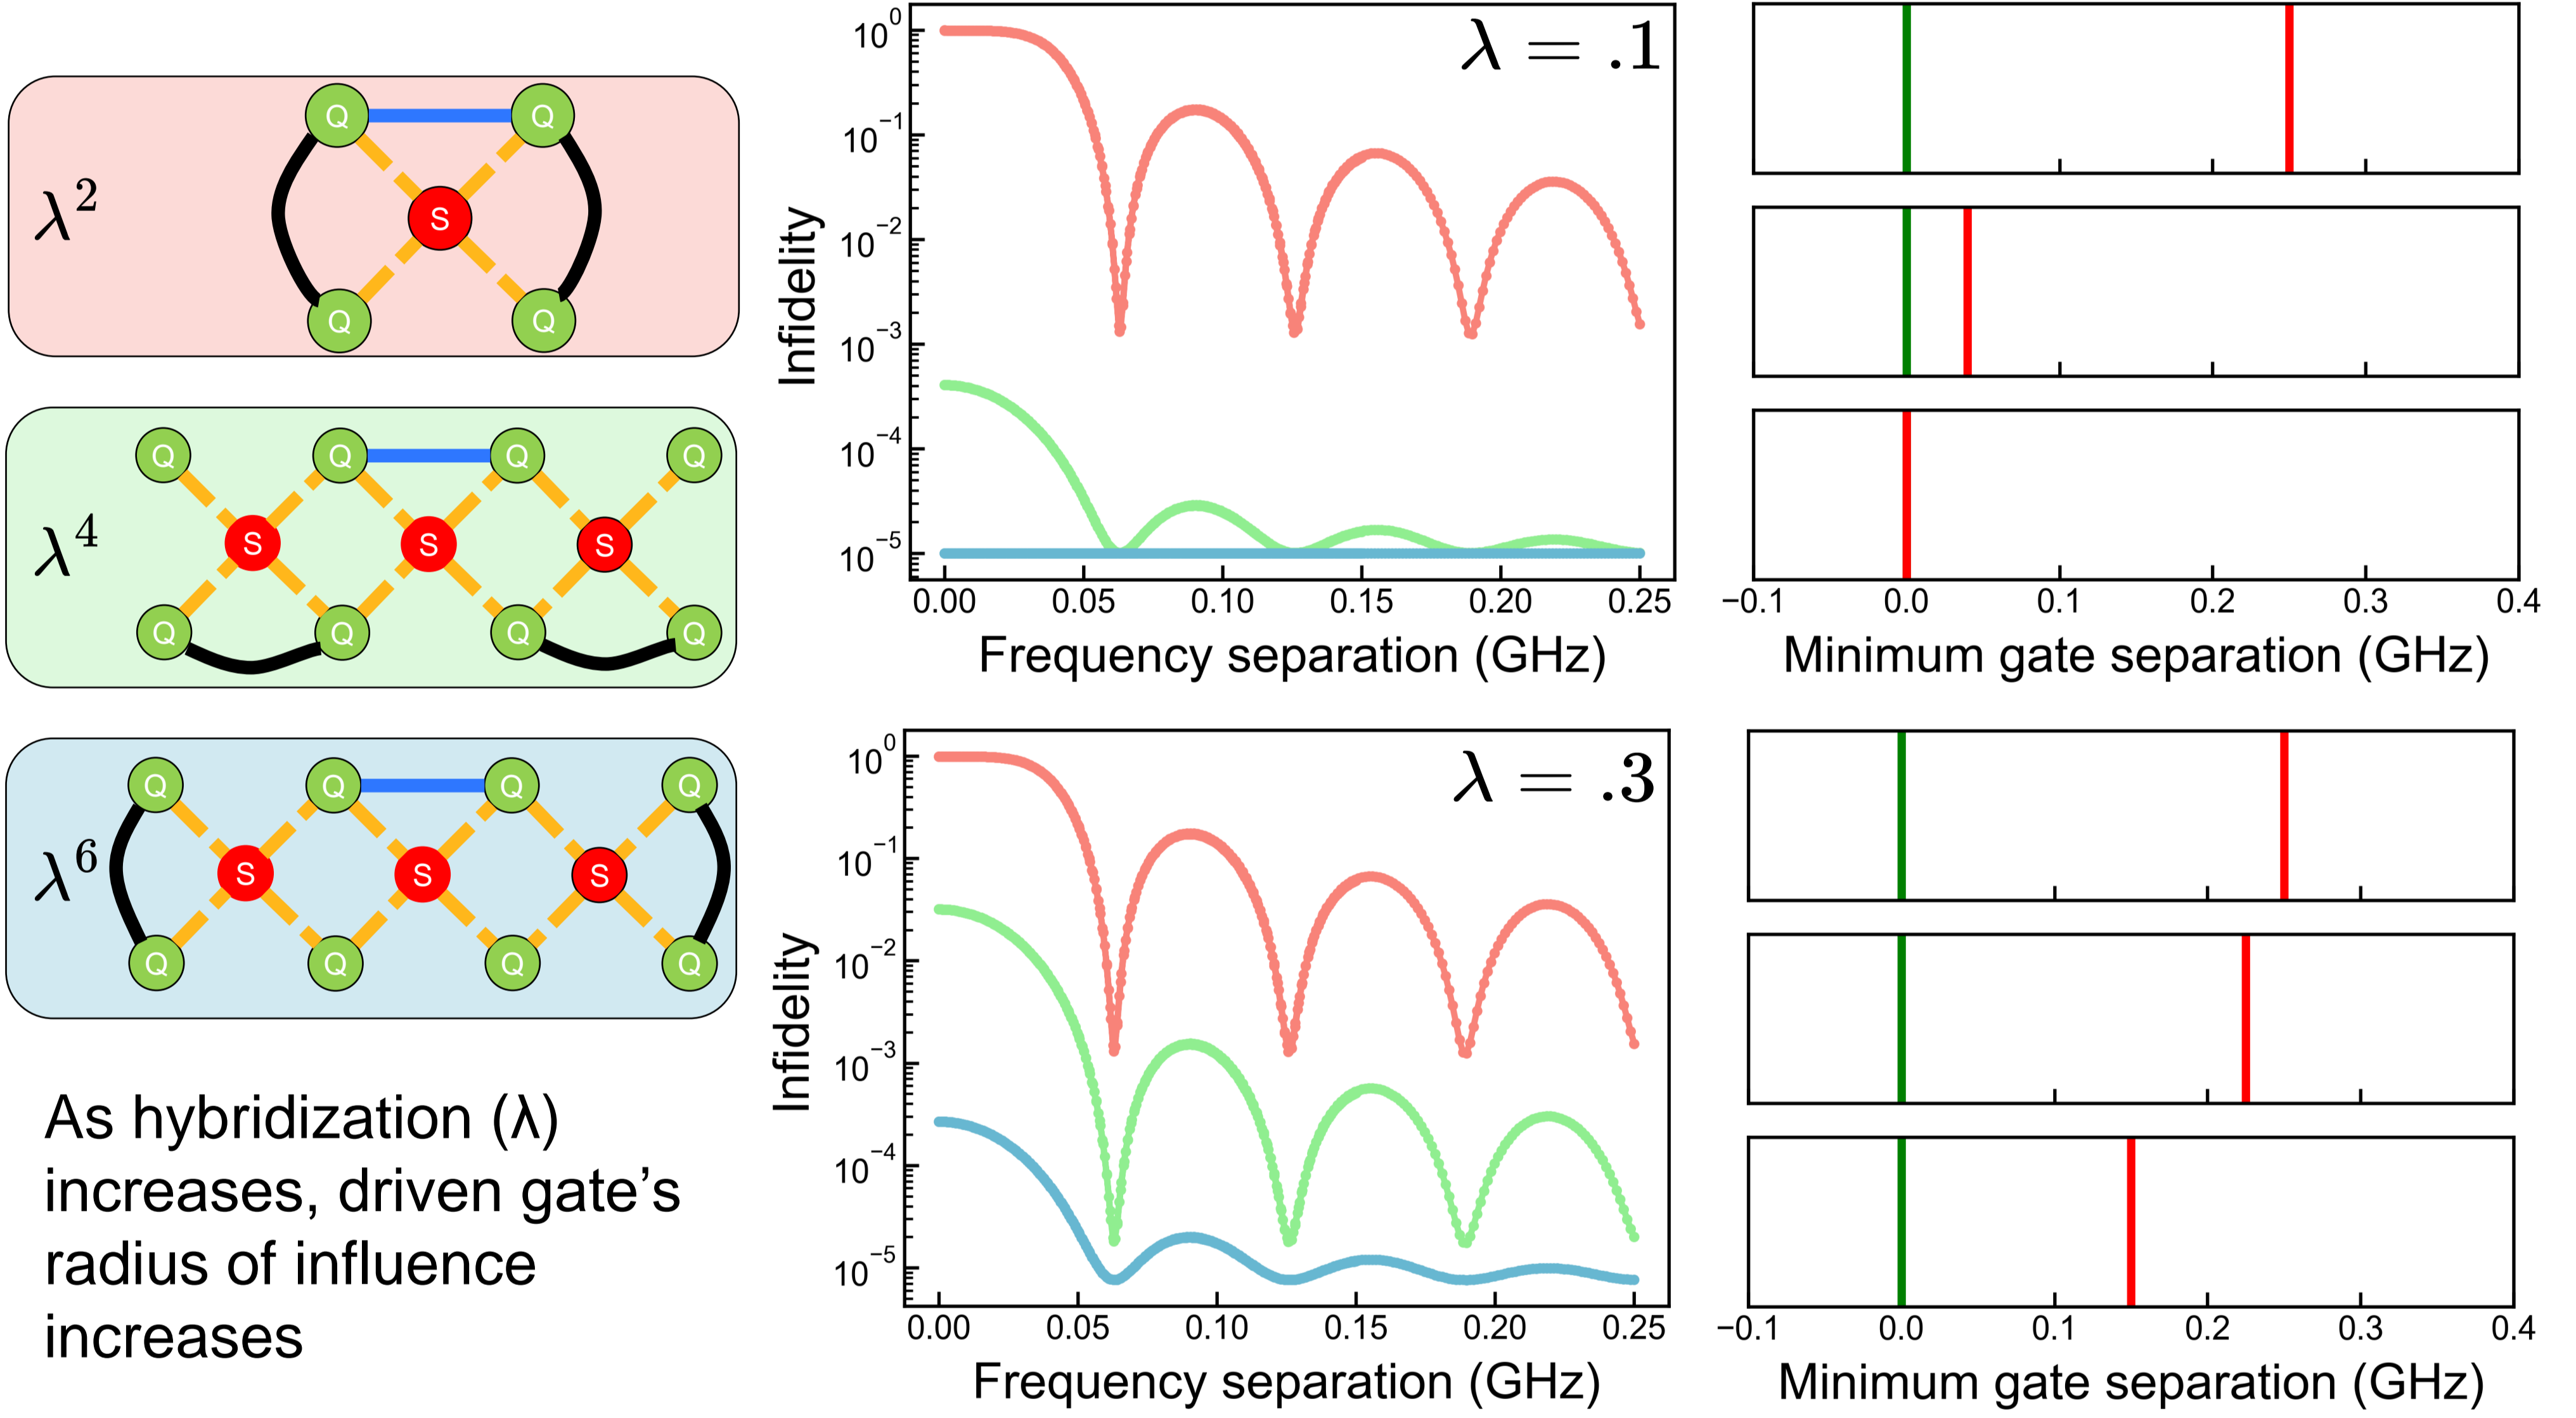 λ²
Q Q
S
Q Q
λ⁴
Q Q Q Q
S S S
Q Q Q Q
λ⁶
Q Q Q Q
S S S
Q Q Q Q
As hybridization (λ)
increases, driven gate’s
radius of influence
increases
λ = .1
Infidelity
10⁰
10⁻¹
10⁻²
10⁻³
10⁻⁴
10⁻⁵
0.00 0.05 0.10 0.15 0.20 0.25
Frequency separation (GHz)
−0.1 0.0 0.1 0.2 0.3 0.4
Minimum gate separation (GHz)
λ = .3
Infidelity
10⁰
10⁻¹
10⁻²
10⁻³
10⁻⁴
10⁻⁵
0.00 0.05 0.10 0.15 0.20 0.25
Frequency separation (GHz)
−0.1 0.0 0.1 0.2 0.3 0.4
Minimum gate separation (GHz)